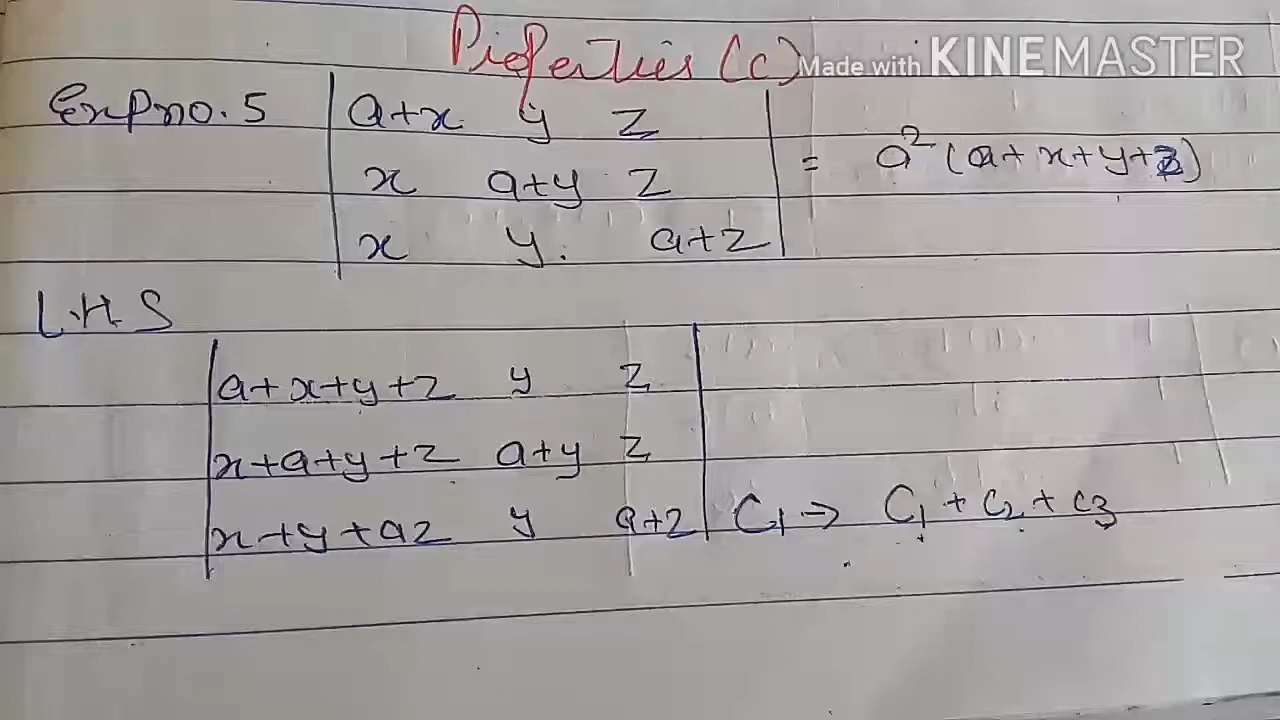 Properties (c)
Made with KINEMASTER
Exp no. 5
a+x y z
x a+y z
x y. a+z
= a²(a+x+y+z)
L.H.S
a+x+y+z y z
x+a+y+z a+y z
x+y+az y a+z C₁ → C₁ + C₂ + C₃